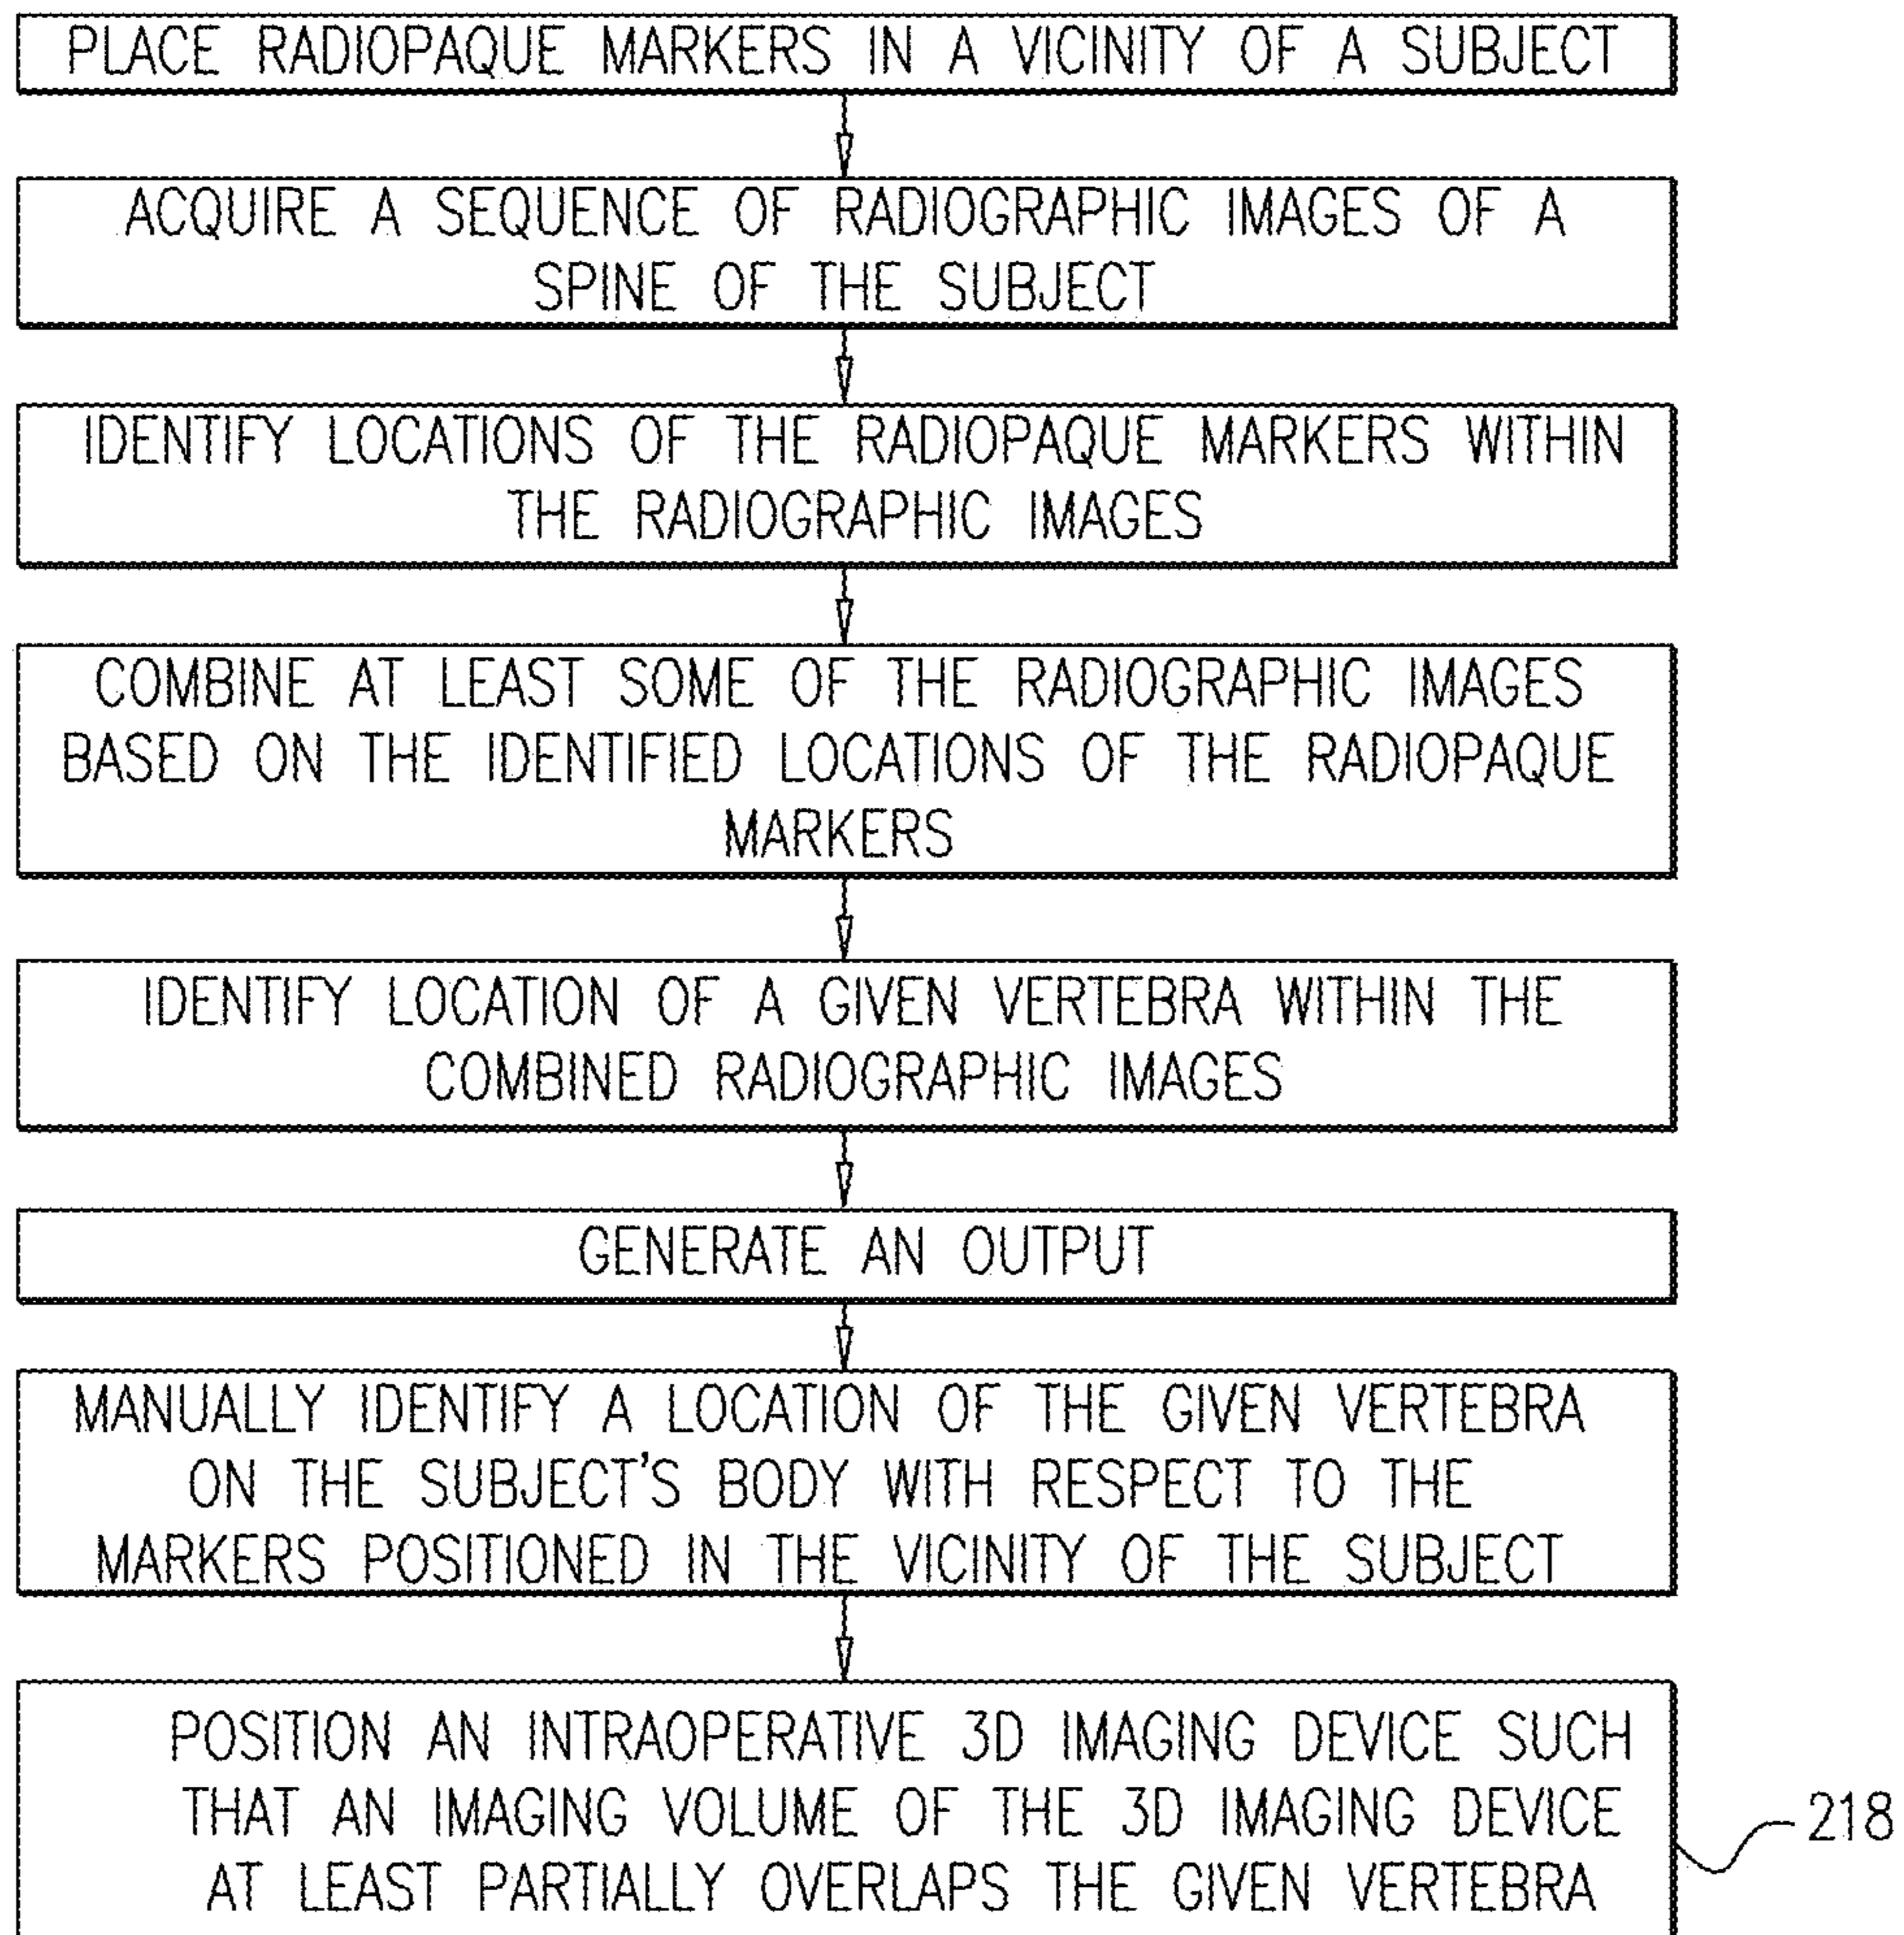 PLACE RADIOPAQUE MARKERS IN A VICINITY OF A SUBJECT
ACQUIRE A SEQUENCE OF RADIOGRAPHIC IMAGES OF A
SPINE OF THE SUBJECT
IDENTIFY LOCATIONS OF THE RADIOPAQUE MARKERS WITHIN
THE RADIOGRAPHIC IMAGES
COMBINE AT LEAST SOME OF THE RADIOGRAPHIC IMAGES
BASED ON THE IDENTIFIED LOCATIONS OF THE RADIOPAQUE
MARKERS
IDENTIFY LOCATION OF A GIVEN VERTEBRA WITHIN THE
COMBINED RADIOGRAPHIC IMAGES
GENERATE AN OUTPUT
MANUALLY IDENTIFY A LOCATION OF THE GIVEN VERTEBRA
ON THE SUBJECT'S BODY WITH RESPECT TO THE
MARKERS POSITIONED IN THE VICINITY OF THE SUBJECT
POSITION AN INTRAOPERATIVE 3D IMAGING DEVICE SUCH
THAT AN IMAGING VOLUME OF THE 3D IMAGING DEVICE
AT LEAST PARTIALLY OVERLAPS THE GIVEN VERTEBRA
218